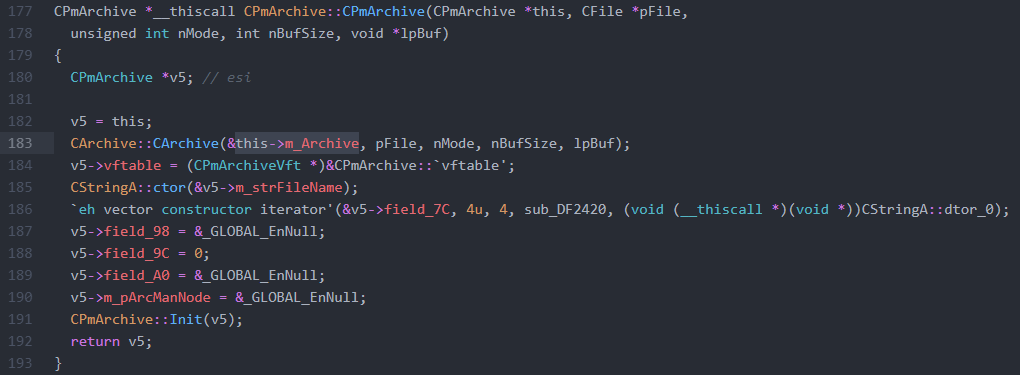 177 CPmArchive *__thiscall CPmArchive::CPmArchive(CPmArchive *this, CFile *pFile,
178   unsigned int nMode, int nBufSize, void *lpBuf)
179 {
180   CPmArchive *v5; // esi
181
182   v5 = this;
183   CArchive::CArchive(&this->m_Archive, pFile, nMode, nBufSize, lpBuf);
184   v5->vftable = (CPmArchiveVft *)&CPmArchive::`vftable';
185   CStringA::ctor(&v5->m_strFileName);
186   `eh vector constructor iterator'(&v5->field_7C, 4u, 4, sub_DF2420, (void (__thiscall *)(void *))CStringA::dtor_0);
187   v5->field_98 = &_GLOBAL_EnNull;
188   v5->field_9C = 0;
189   v5->field_A0 = &_GLOBAL_EnNull;
190   v5->m_pArcManNode = &_GLOBAL_EnNull;
191   CPmArchive::Init(v5);
192   return v5;
193 }